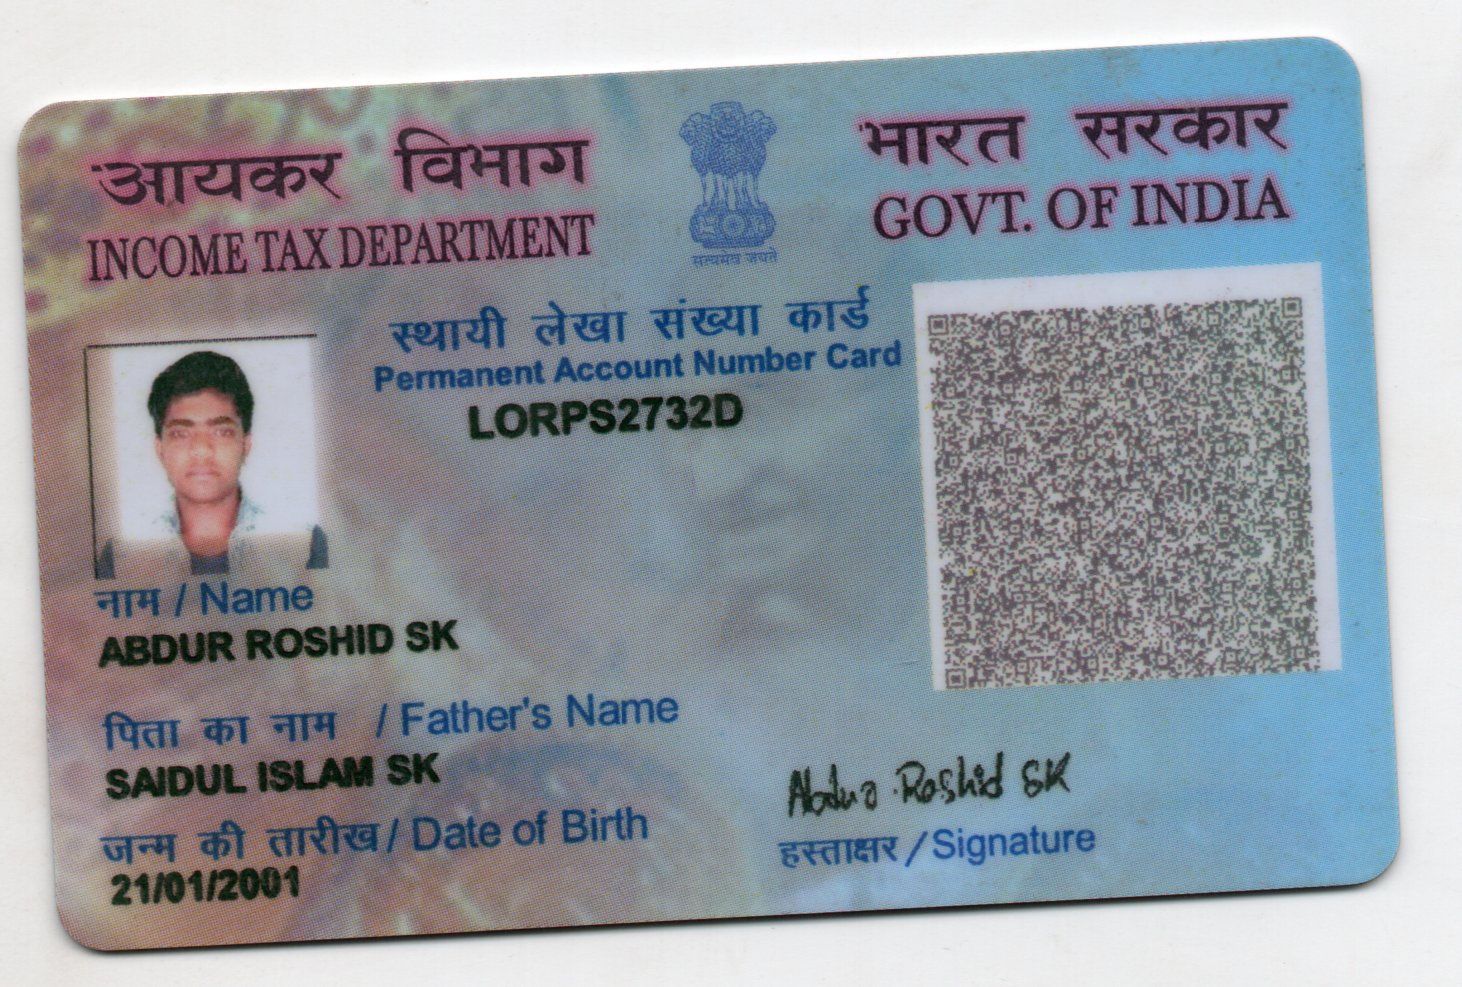 आयकर विभाग
INCOME TAX DEPARTMENT
सत्यमेव जयते
भारत सरकार
GOVT. OF INDIA
स्थायी लेखा संख्या कार्ड
Permanent Account Number Card
LORPS2732D
नाम / Name
ABDUR ROSHID SK
पिता का नाम / Father's Name
SAIDUL ISLAM SK
जन्म की तारीख / Date of Birth
21/01/2001
Abdur Roshid SK
हस्ताक्षर / Signature